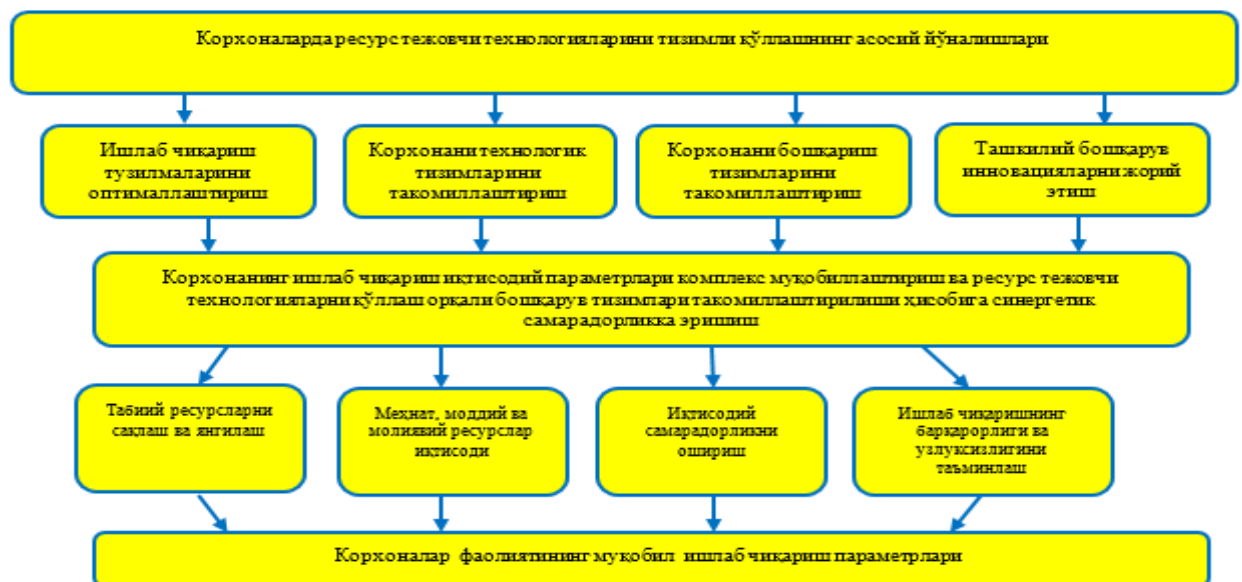 Корхоналарда ресурс тежовчи технологияларини тизимли қўллашнинг асосий йўналишлари
Ишлаб чиқариш
тузилмаларини
оптималлаштириш
Корхонани технологик
тизимларини
такомиллаштириш
Корхонани бошқариш
тизимларини
такомиллаштириш
Ташкилий бошқарув
инновацияларни жорий
этиш
Корхонанинг ишлаб чиқариш иқтисодий параметрлари комплекс муқобиллаштириш ва ресурс тежовчи
технологияларни қўллаш орқали бошқарув тизимлари такомиллаштирилиши ҳисобига синергетик
самарадорликка эришиш
Табиий ресурсларни
сақлаш ва янгилаш
Меҳнат, моддий ва
молиявий ресурслар
иқтисоди
Иқтисодий
самарадорликни
ошириш
Ишлаб чиқаришнинг
барқарорлиги ва
узлуксизлигини
таъминлаш
Корхоналар фаолиятининг муқобил ишлаб чиқариш параметрлари